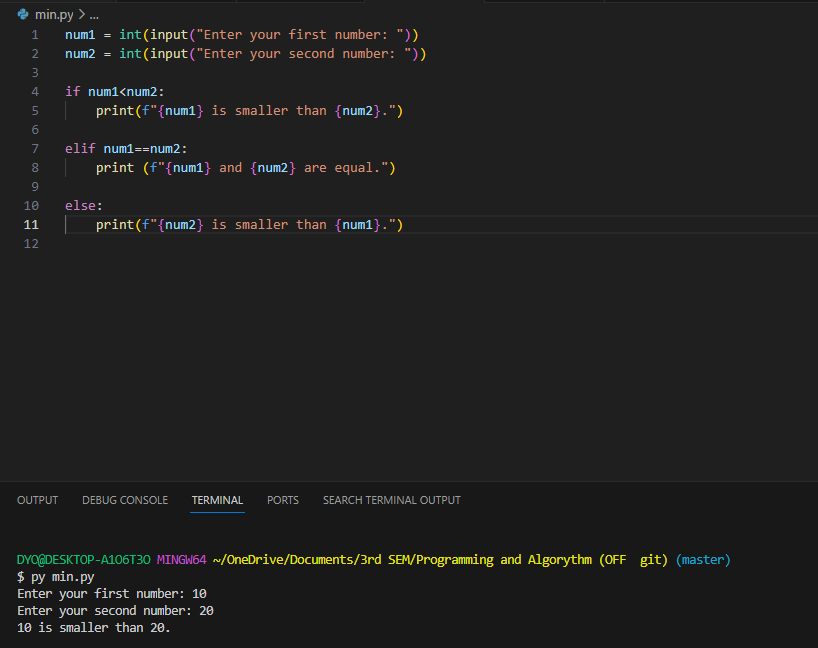 min.py > ...
1 num1 = int(input("Enter your first number: "))
2 num2 = int(input("Enter your second number: "))
3
4 if num1<num2:
5     print(f"{num1} is smaller than {num2}.")
6
7 elif num1==num2:
8     print (f"{num1} and {num2} are equal.")
9
10 else:
11     print(f"{num2} is smaller than {num1}.")
12
OUTPUT DEBUG CONSOLE TERMINAL PORTS SEARCH TERMINAL OUTPUT
DYO@DESKTOP-A1O6T3O MINGW64 ~/OneDrive/Documents/3rd SEM/Programming and Algorythm (OFF  git) (master)
$ py min.py
Enter your first number: 10
Enter your second number: 20
10 is smaller than 20.